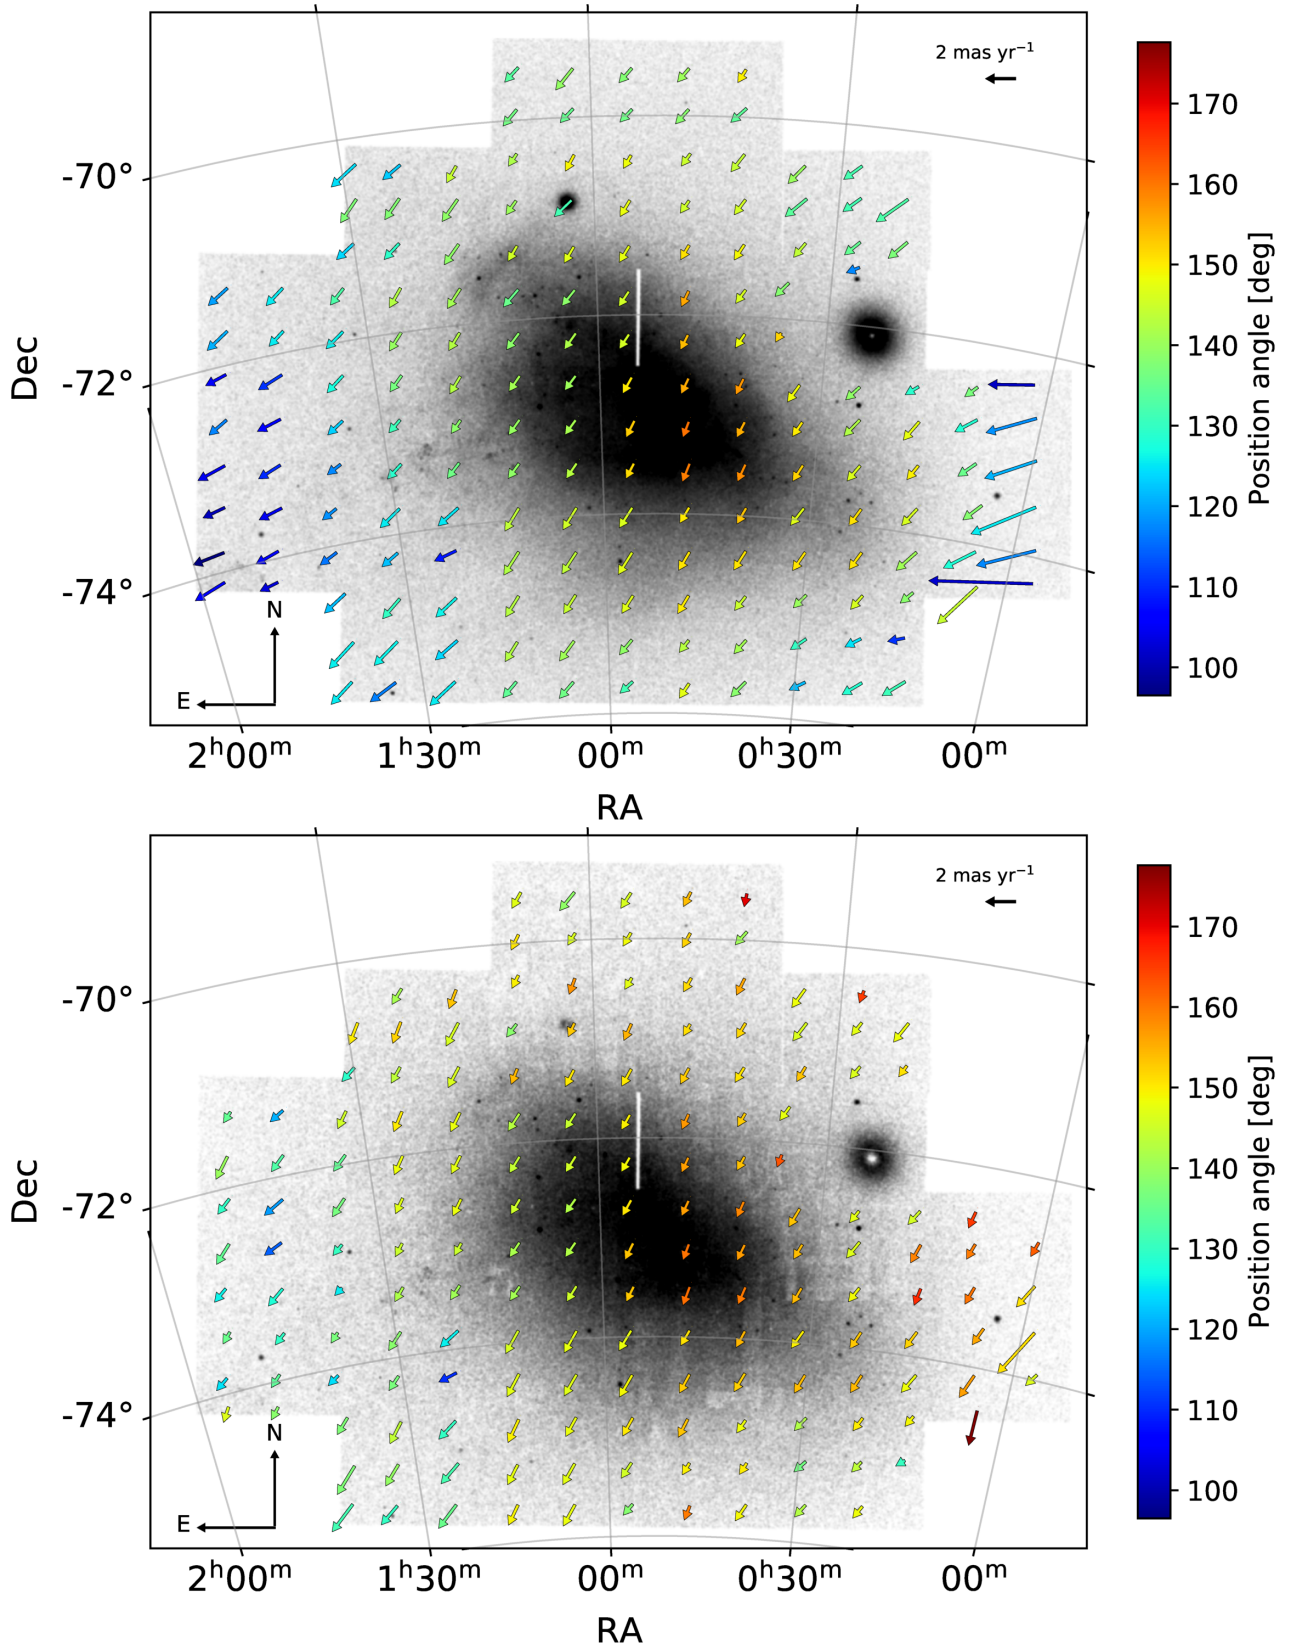 2 mas yr⁻¹
-70°
-72°
-74°
Dec
N
E
2ʰ00ᵐ 1ʰ30ᵐ 00ᵐ 0ʰ30ᵐ 00ᵐ
RA
170
160
150
140
130
120
110
100
Position angle [deg]
2 mas yr⁻¹
-70°
-72°
-74°
Dec
N
E
2ʰ00ᵐ 1ʰ30ᵐ 00ᵐ 0ʰ30ᵐ 00ᵐ
RA
170
160
150
140
130
120
110
100
Position angle [deg]